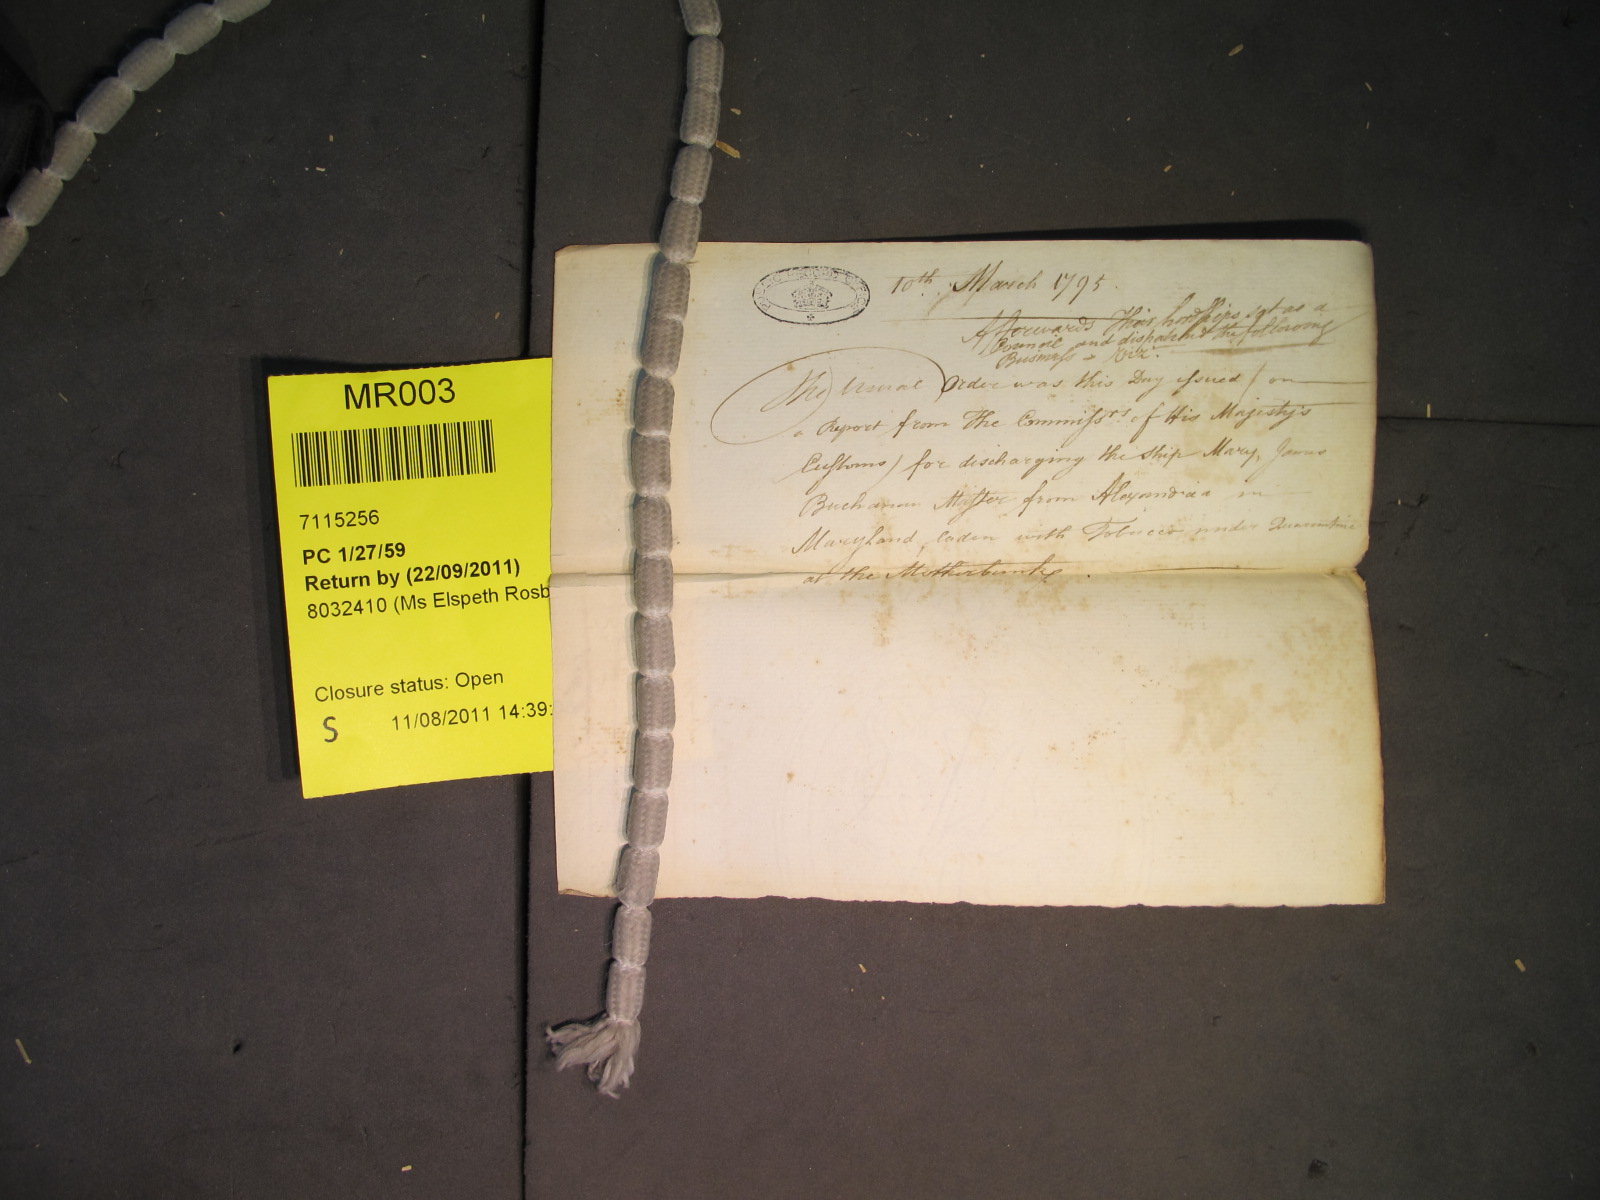 MR003
7115256
PC 1/27/59
Return by (22/09/2011)
8032410 (Ms Elspeth Rosb
Closure status: Open
S 11/08/2011 14:39:
10th March 1795.
Afterwards Their Lordships sat as a
Council and dispatched the following
Business - Vizt.
The Usual Order was this Day issued (on
a Report from The Commissrs. of His Majesty's
Customs) for discharging the Ship Mary, James
Buchanan Master from Alexandria in
Maryland, laden with Tobacco under Quarantine
at the Motherbank.